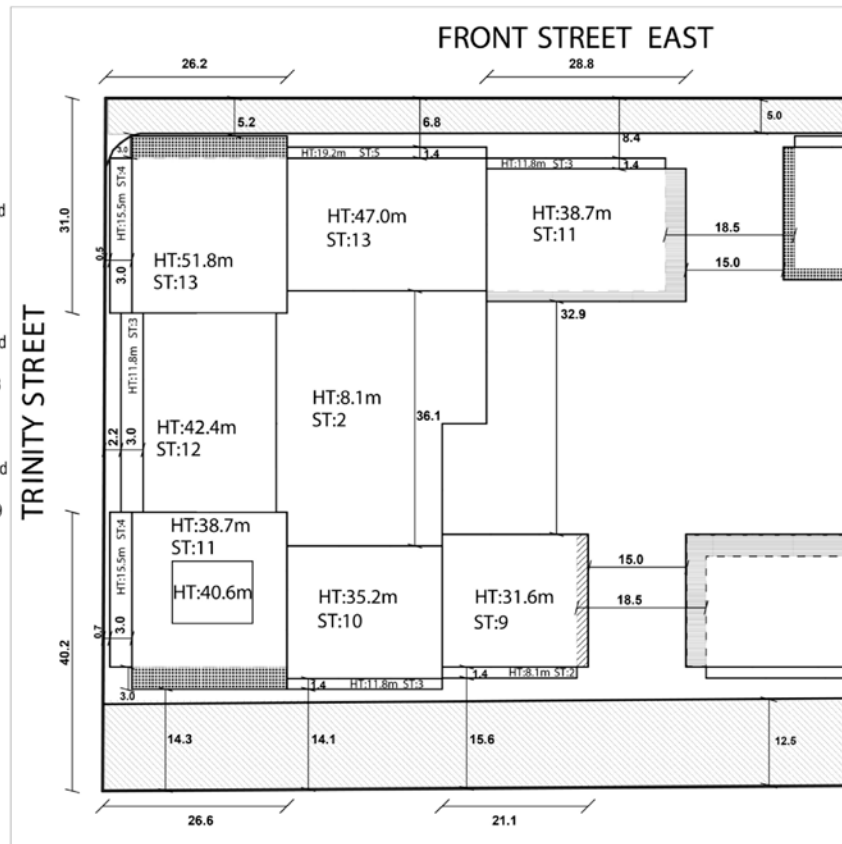 FRONT STREET EAST
26.2
28.8
5.2
6.8
8.4
5.0
3.0
HT:19.2m ST:5
1.4
HT:11.8m ST:3
1.4
HT:15.5m ST:4
31.0
HT:47.0m
ST:13
HT:38.7m
ST:11
18.5
0.5
3.0
HT:51.8m
ST:13
15.0
32.9
TRINITY STREET
HT:11.8m ST:3
HT:8.1m
ST:2
36.1
2.2
3.0
HT:42.4m
ST:12
d
d
d
HT:15.5m ST:4
HT:38.7m
ST:11
HT:40.6m
15.0
HT:35.2m
ST:10
HT:31.6m
ST:9
18.5
0.7
3.0
40.2
3.0
1.4
HT:11.8m ST:3
1.4
HT:8.1m ST:2
14.3
14.1
15.6
12.5
26.6
21.1